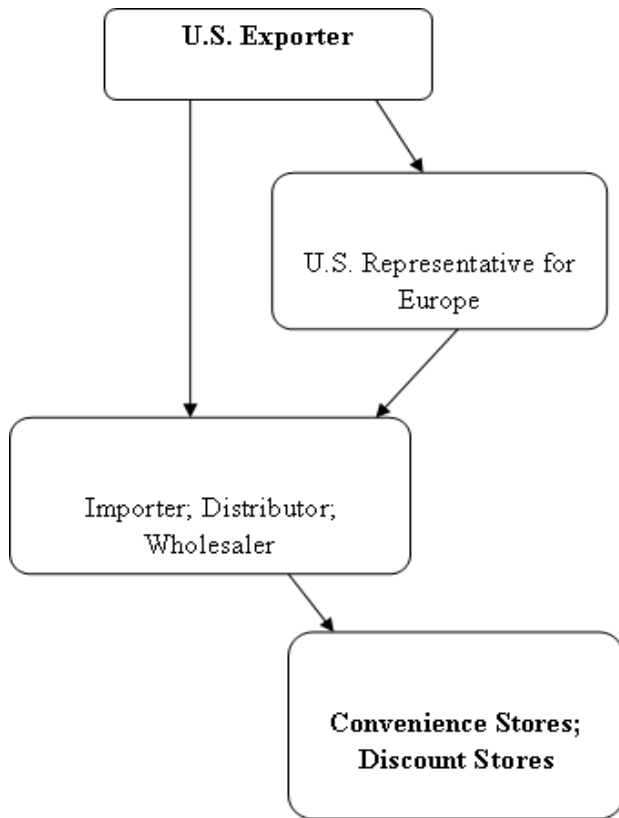 U.S. Exporter
U.S. Representative for
Europe
Importer; Distributor;
Wholesaler
Convenience Stores;
Discount Stores